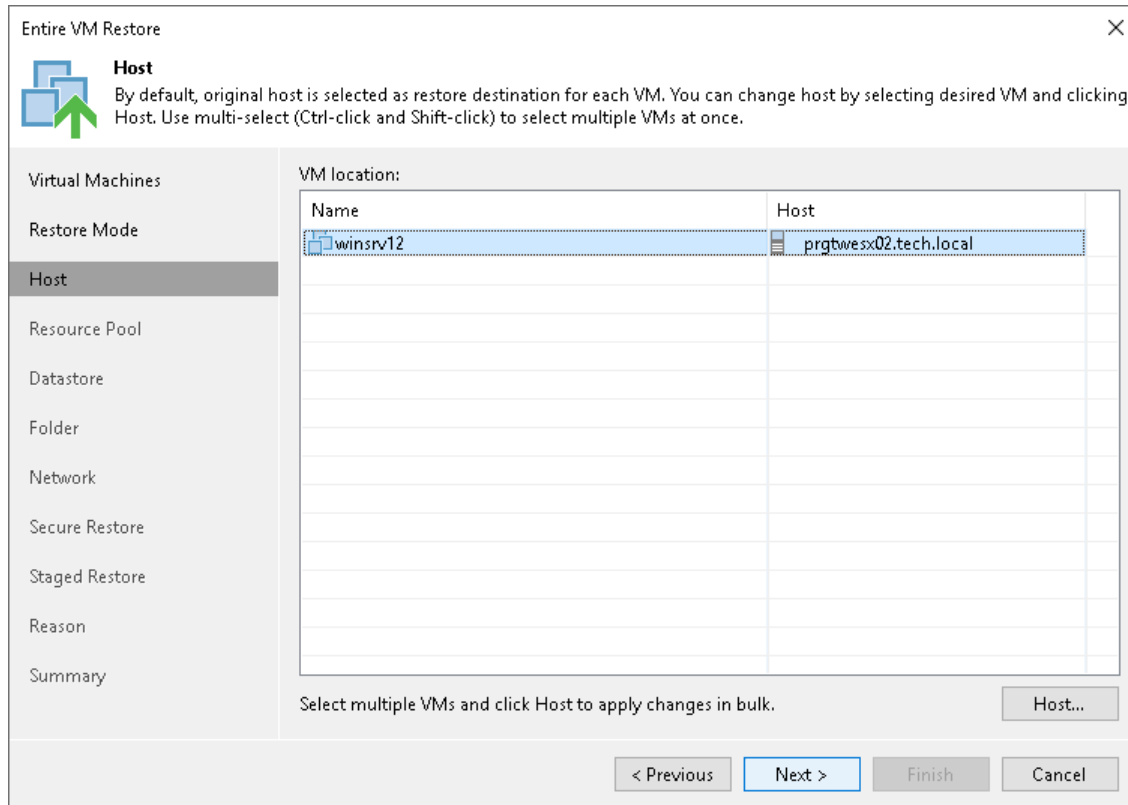 Entire VM Restore
Host
By default, original host is selected as restore destination for each VM. You can change host by selecting desired VM and clicking
Host. Use multi-select (Ctrl-click and Shift-click) to select multiple VMs at once.
Virtual Machines
Restore Mode
Host
Resource Pool
Datastore
Folder
Network
Secure Restore
Staged Restore
Reason
Summary
VM location:
Name Host
winsrv12 prgtwesx02.tech.local
Select multiple VMs and click Host to apply changes in bulk. Host...
< Previous Next > Finish Cancel